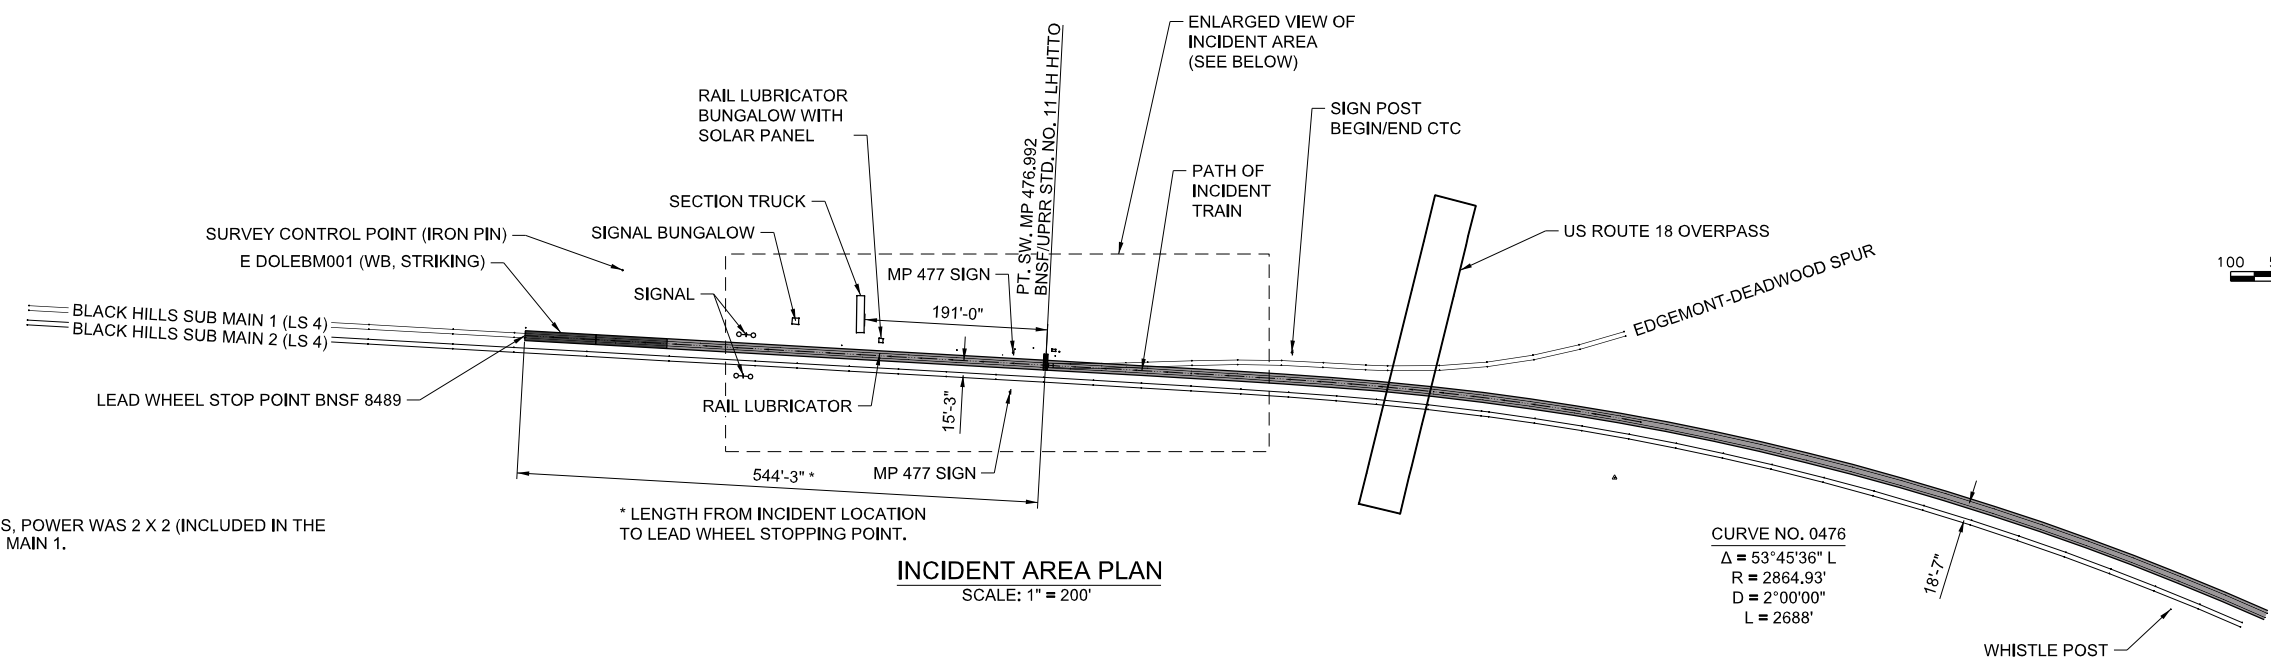 ENLARGED VIEW OF
INCIDENT AREA
(SEE BELOW)
RAIL LUBRICATOR
BUNGALOW WITH
SOLAR PANEL
PT. SW. MP 476.992
BNSF/UPRR STD. NO. 11 LH HTTO
SIGN POST
BEGIN/END CTC
PATH OF
INCIDENT
TRAIN
SECTION TRUCK
SURVEY CONTROL POINT (IRON PIN)
SIGNAL BUNGALOW
US ROUTE 18 OVERPASS
E DOLEBM001 (WB, STRIKING)
MP 477 SIGN
EDGEMONT-DEADWOOD SPUR
100
SIGNAL
191'-0"
BLACK HILLS SUB MAIN 1 (LS 4)
BLACK HILLS SUB MAIN 2 (LS 4)
LEAD WHEEL STOP POINT BNSF 8489
RAIL LUBRICATOR
15'-3"
544'-3" *
MP 477 SIGN
S, POWER WAS 2 X 2 (INCLUDED IN THE
MAIN 1.
* LENGTH FROM INCIDENT LOCATION
TO LEAD WHEEL STOPPING POINT.
INCIDENT AREA PLAN
SCALE: 1" = 200'
CURVE NO. 0476
Δ = 53°45'36" L
R = 2864.93'
D = 2°00'00"
L = 2688'
18'-7"
WHISTLE POST